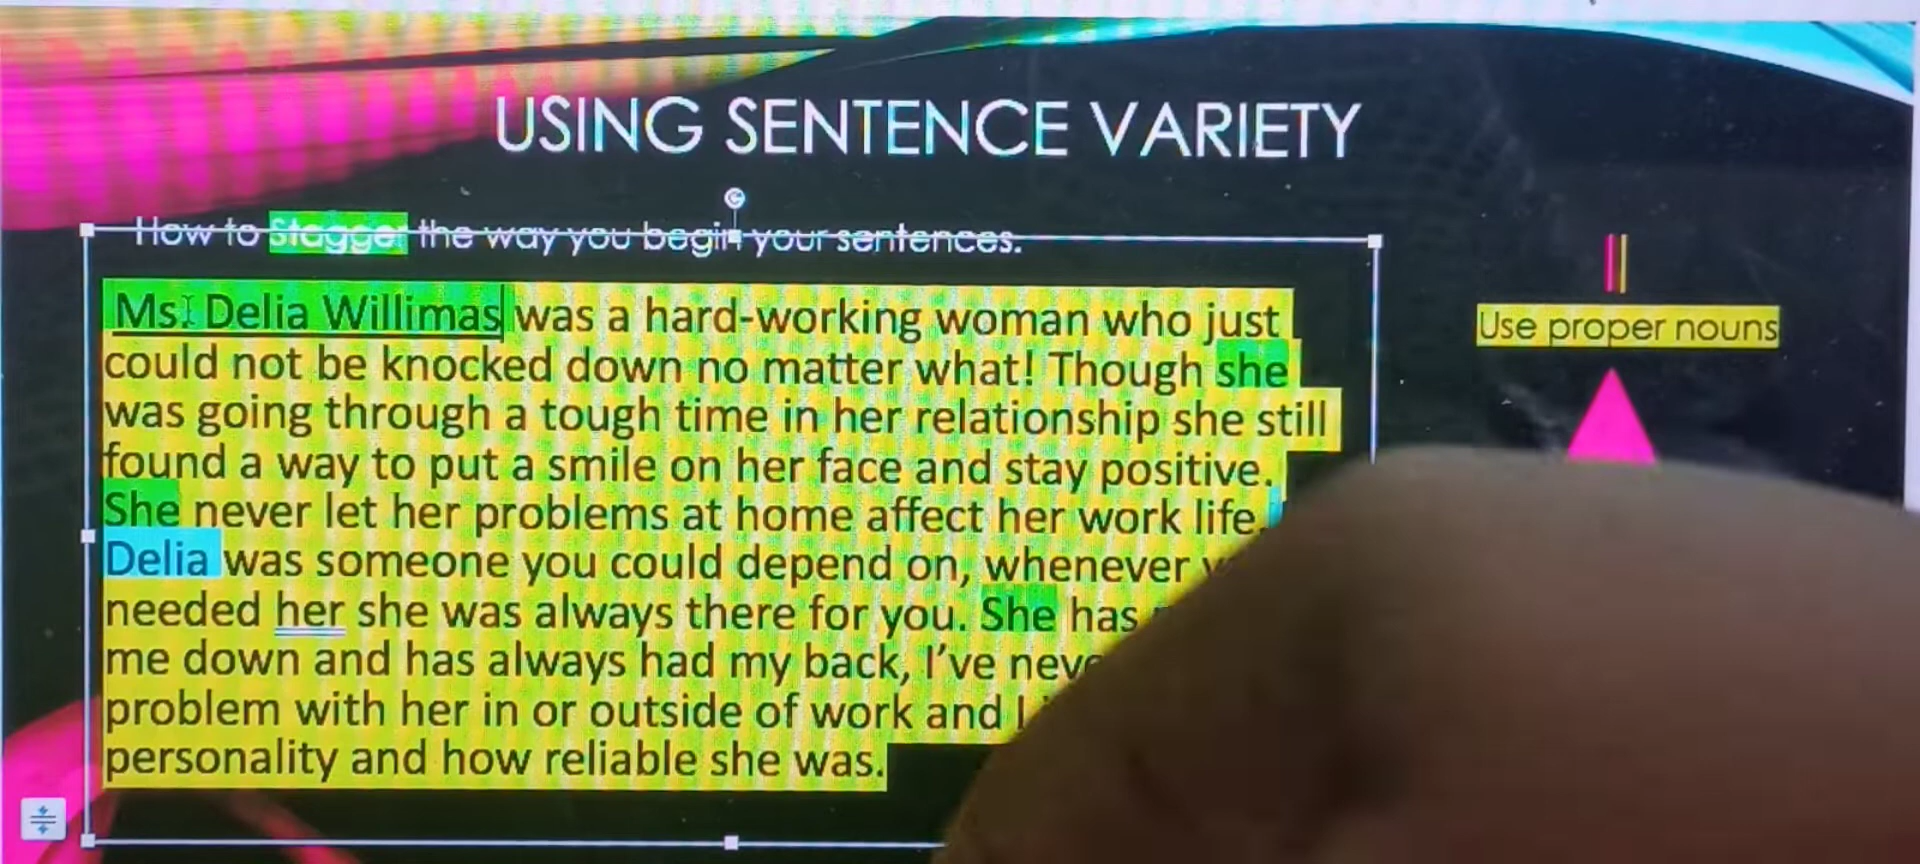 USING SENTENCE VARIETY
How to Stagger the way you begin your sentences.
Ms. Delia Willimas was a hard-working woman who just
could not be knocked down no matter what! Though she
was going through a tough time in her relationship she still
found a way to put a smile on her face and stay positive.
She never let her problems at home affect her work life.
Delia was someone you could depend on, whenever
needed her she was always there for you. She has
me down and has always had my back, I've
problem with her in or outside of work and I
personality and how reliable she was.
Use proper nouns